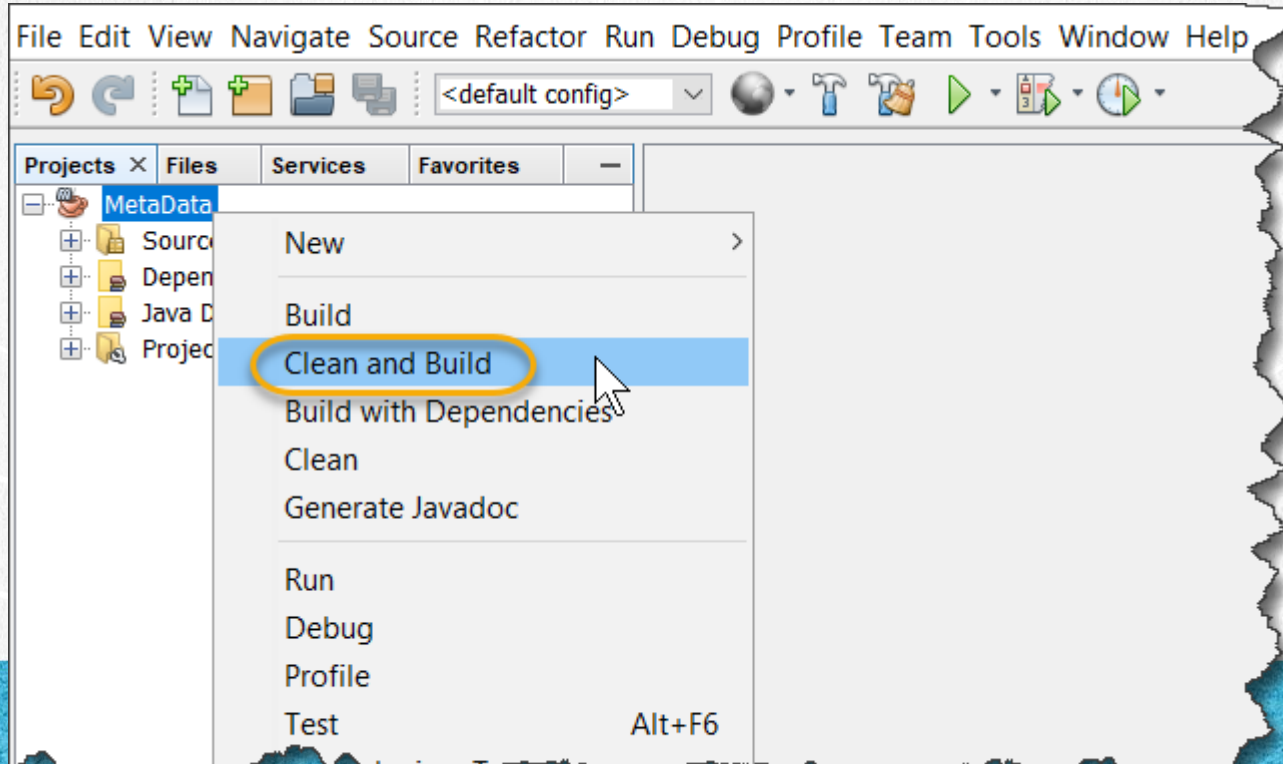 File Edit View Navigate Source Refactor Run Debug Profile Team Tools Window Help
<default config>
Projects Files Services Favorites
MetaData
Sourc
Depen
Java D
Projec
New
Build
Clean and Build
Build with Dependencies
Clean
Generate Javadoc
Run
Debug
Profile
Test Alt+F6